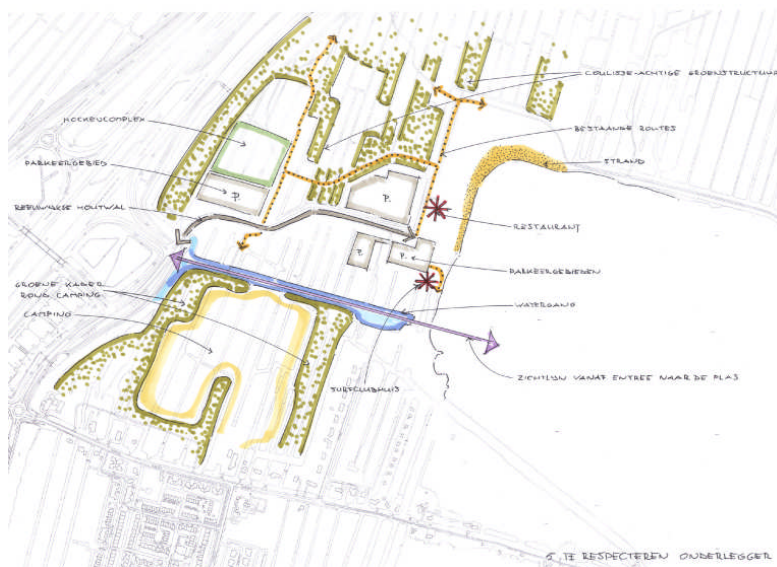 COULISSE-ACHTIGE GROENSTRUCTUUR
HOCKEYCOMPLEX
BESTAANDE ROUTES
PARKEERGEBIED
STRAND
P.
P.
REEUWIJKSE HOUTWAL
RESTAURANT
P.
P.
PARKEERGEBIEDEN
GROENE KADER
ROND CAMPING
WATERGANG
CAMPING
SURFCLUBHUIS
ZICHTLIJN VANAF ENTREE NAAR DE PLAS
5. TE RESPECTEREN ONDERLEGGER